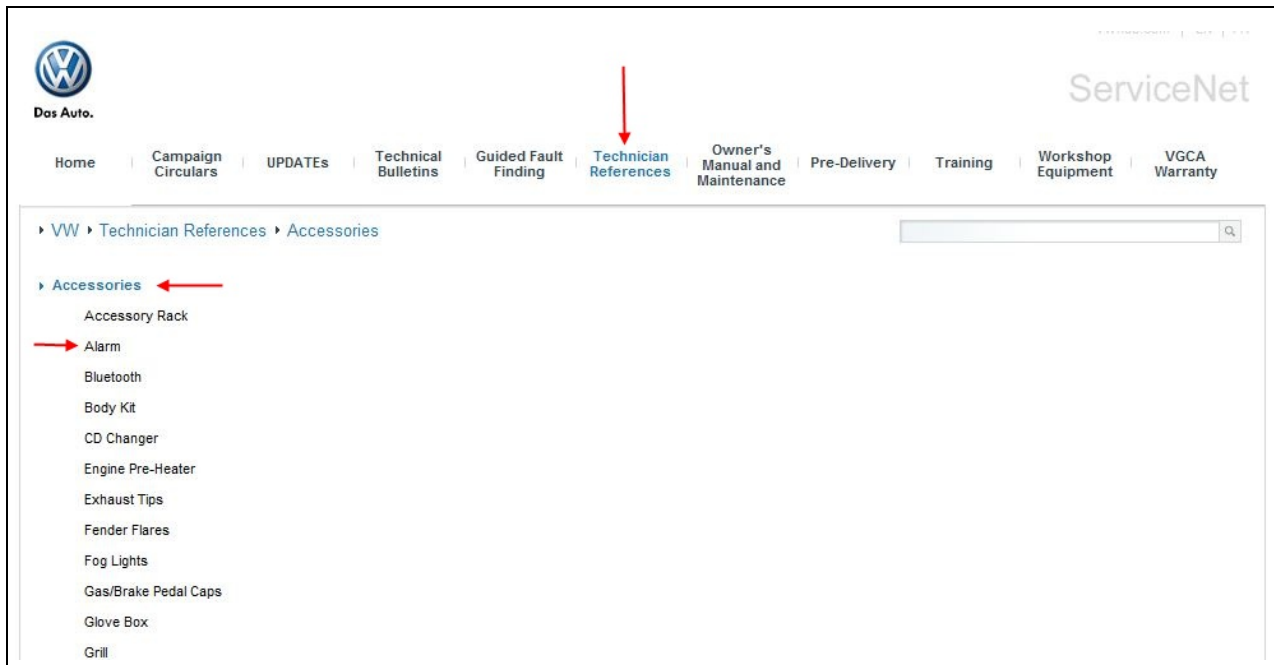 Das Auto.
ServiceNet
Home
Campaign
Circulars
UPDATEs
Technical
Bulletins
Guided Fault
Finding
Technician
References
Owner's
Manual and
Maintenance
Pre-Delivery
Training
Workshop
Equipment
VGCA
Warranty
VW Technician References Accessories
Accessories
Accessory Rack
Alarm
Bluetooth
Body Kit
CD Changer
Engine Pre-Heater
Exhaust Tips
Fender Flares
Fog Lights
Gas/Brake Pedal Caps
Glove Box
Grill